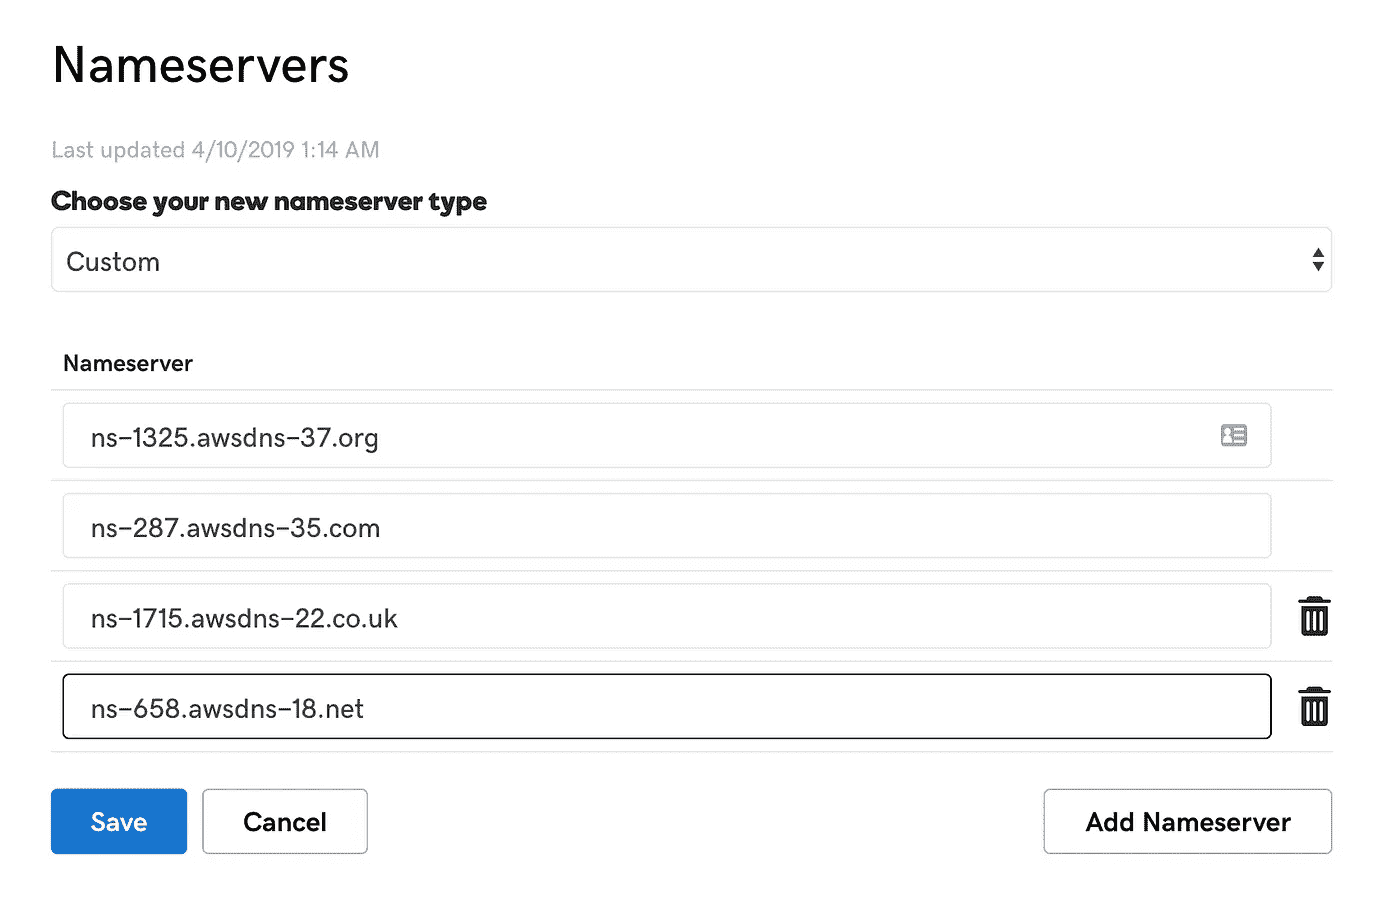 Nameservers
Last updated 4/10/2019 1:14 AM
Choose your new nameserver type
Custom
Nameserver
ns-1325.awsdns-37.org
ns-287.awsdns-35.com
ns-1715.awsdns-22.co.uk
ns-658.awsdns-18.net
Save Cancel Add Nameserver